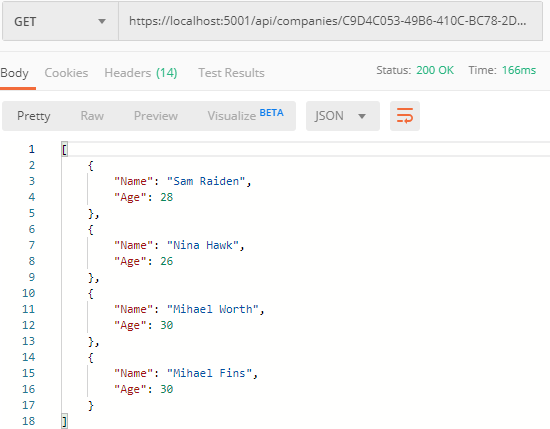 GET https://localhost:5001/api/companies/C9D4C053-49B6-410C-BC78-2D...
Body Cookies Headers (14) Test Results Status: 200 OK Time: 166ms
Pretty Raw Preview Visualize BETA JSON
1 [
2 {
3 "Name": "Sam Raiden",
4 "Age": 28
5 },
6 {
7 "Name": "Nina Hawk",
8 "Age": 26
9 },
10 {
11 "Name": "Mihael Worth",
12 "Age": 30
13 },
14 {
15 "Name": "Mihael Fins",
16 "Age": 30
17 }
18 ]